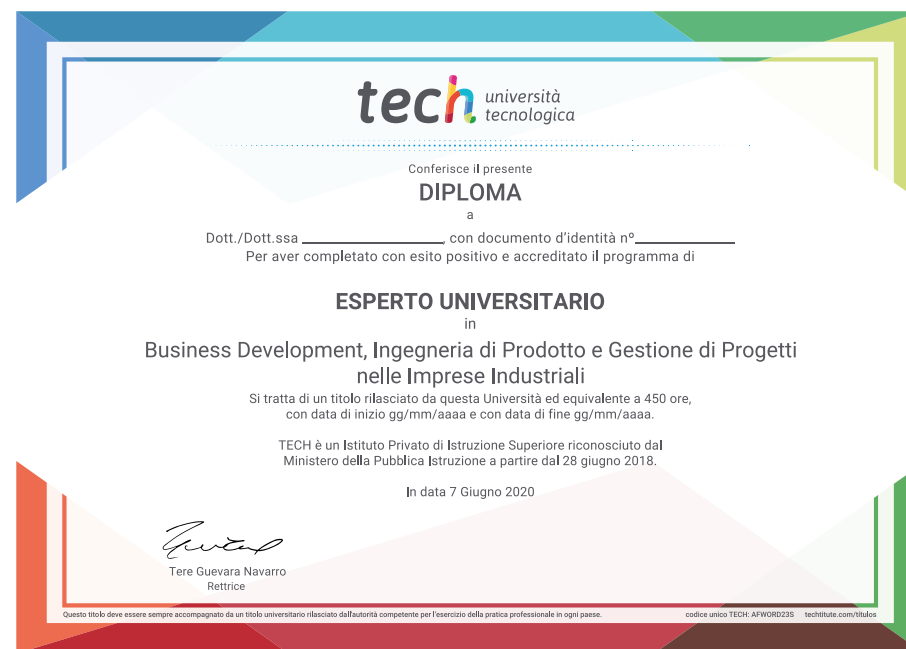 tech università
tecnologica
Conferisce il presente
DIPLOMA
a
Dott./Dott.ssa ______________, con documento d'identità nº__________
Per aver completato con esito positivo e accreditato il programma di
ESPERTO UNIVERSITARIO
in
Business Development, Ingegneria di Prodotto e Gestione di Progetti
nelle Imprese Industriali
Si tratta di un titolo rilasciato da questa Università ed equivalente a 450 ore,
con data di inizio gg/mm/aaaa e con data di fine gg/mm/aaaa.
TECH è un Istituto Privato di Istruzione Superiore riconosciuto dal
Ministero della Pubblica Istruzione a partire dal 28 giugno 2018.
In data 7 Giugno 2020
Tere Guevara Navarro
Rettrice
Questo titolo deve essere sempre accompagnato da un titolo universitario rilasciato dall'autorità competente per l'esercizio della pratica professionale in ogni paese. codice unico TECH: AFWORD23S techtitute.com/titulos